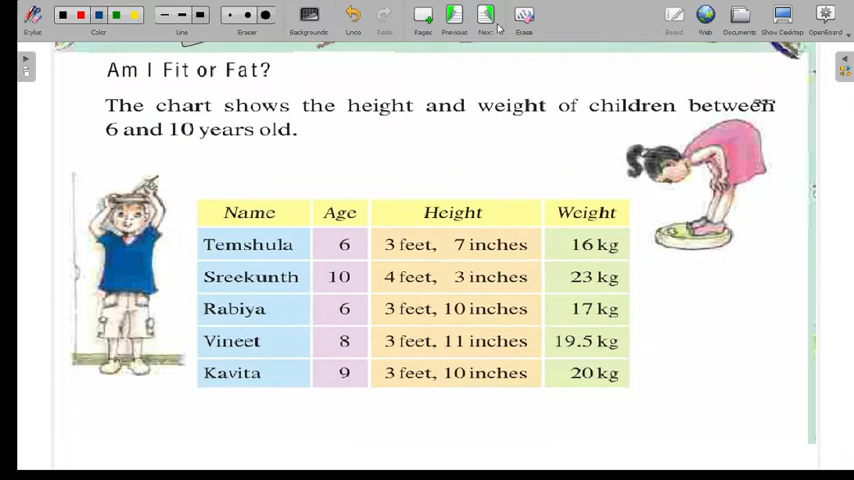 Stylus
Color
Line
Eraser
Backgrounds
Undo
Redo
Pages
Previous
Next
Erase
Board
Web
Documents
Show Desktop
OpenBoard
Am I Fit or Fat?
The chart shows the height and weight of children between
6 and 10 years old.
Name Age Height Weight
Temshula 6 3 feet, 7 inches 16 kg
Sreekunth 10 4 feet, 3 inches 23 kg
Rabiya 6 3 feet, 10 inches 17 kg
Vineet 8 3 feet, 11 inches 19.5 kg
Kavita 9 3 feet, 10 inches 20 kg